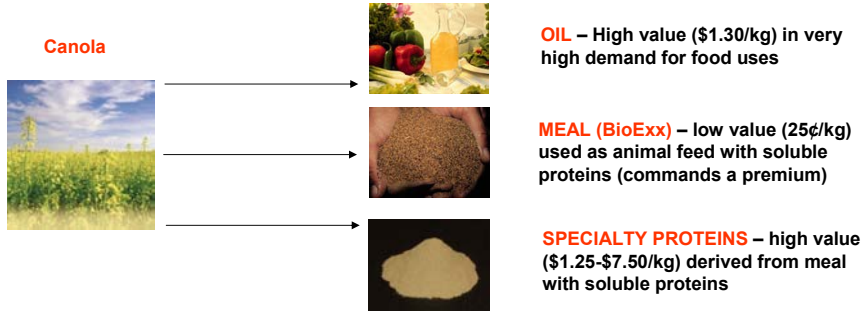 Canola
OIL – High value ($1.30/kg) in very
high demand for food uses
MEAL (BioExx) – low value (25¢/kg)
used as animal feed with soluble
proteins (commands a premium)
SPECIALTY PROTEINS – high value
($1.25-$7.50/kg) derived from meal
with soluble proteins